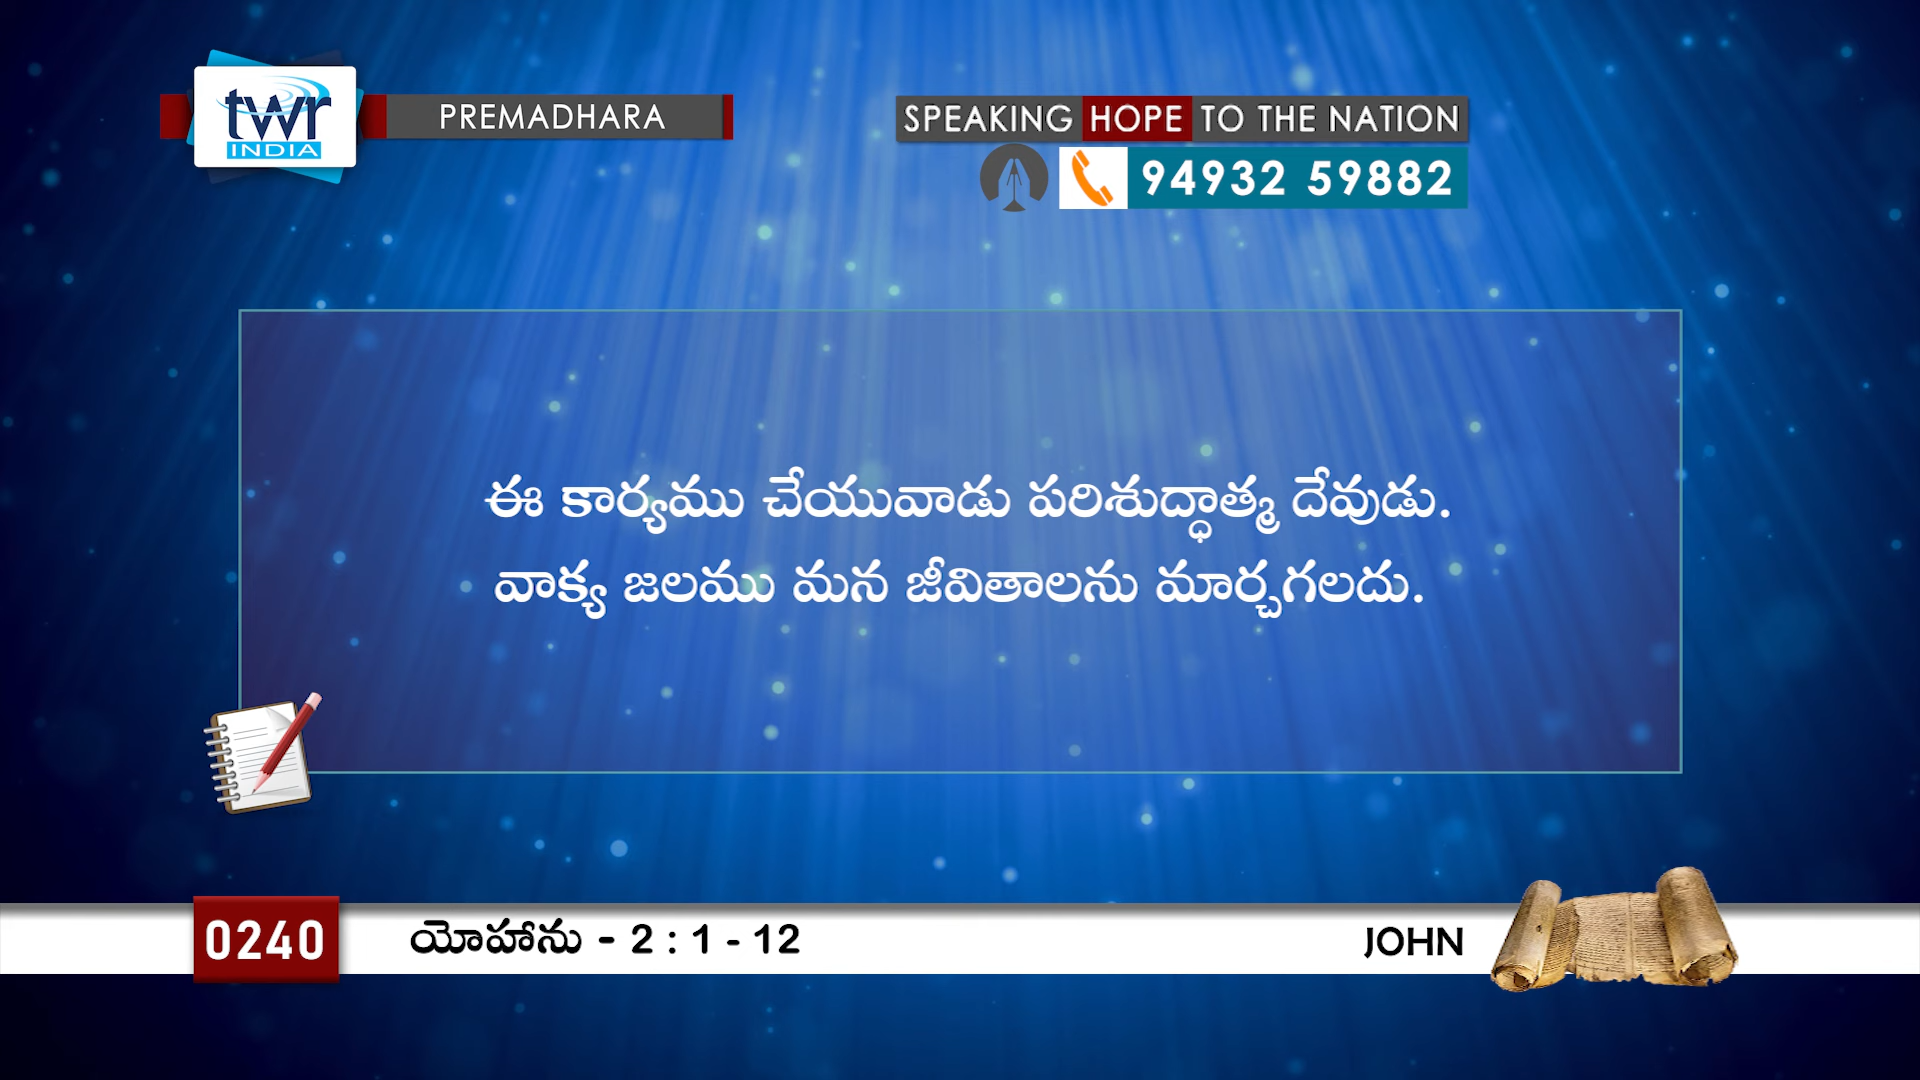 twr
INDIA
PREMADHARA
SPEAKING HOPE TO THE NATION
94932 59882
ఈ కార్యము చేయువాడు పరిశుద్ధాత్మ దేవుడు.
వాక్య జలము మన జీవితాలను మార్చగలదు.
0240
యోహాను - 2 : 1 - 12
JOHN